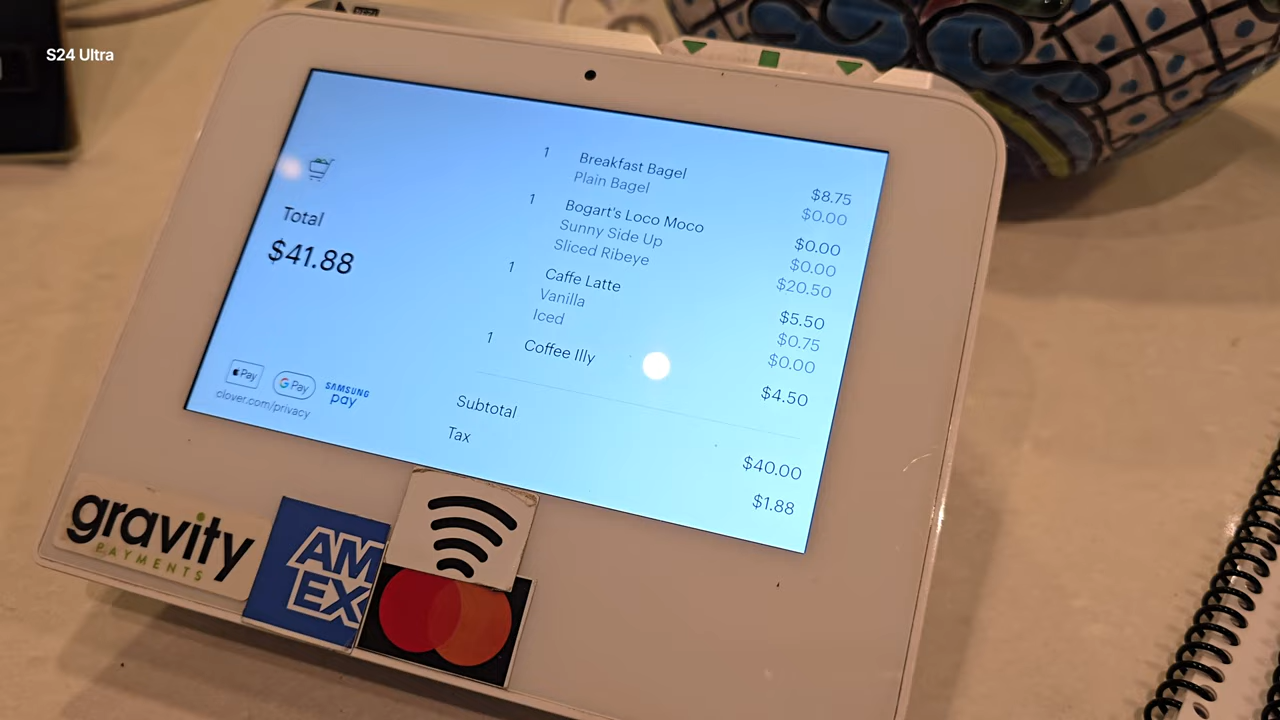 S24 Ultra
Total
$41.88
Pay
G Pay
SAMSUNG
pay
clover.com/privacy
1 Breakfast Bagel $8.75
Plain Bagel $0.00
1 Bogart's Loco Moco $0.00
Sunny Side Up $0.00
Sliced Ribeye $20.50
1 Caffe Latte $5.50
Vanilla $0.75
Iced $0.00
1 Coffee Illy $4.50
Subtotal $40.00
Tax $1.88
gravity
PAYMENTS
AM
EX